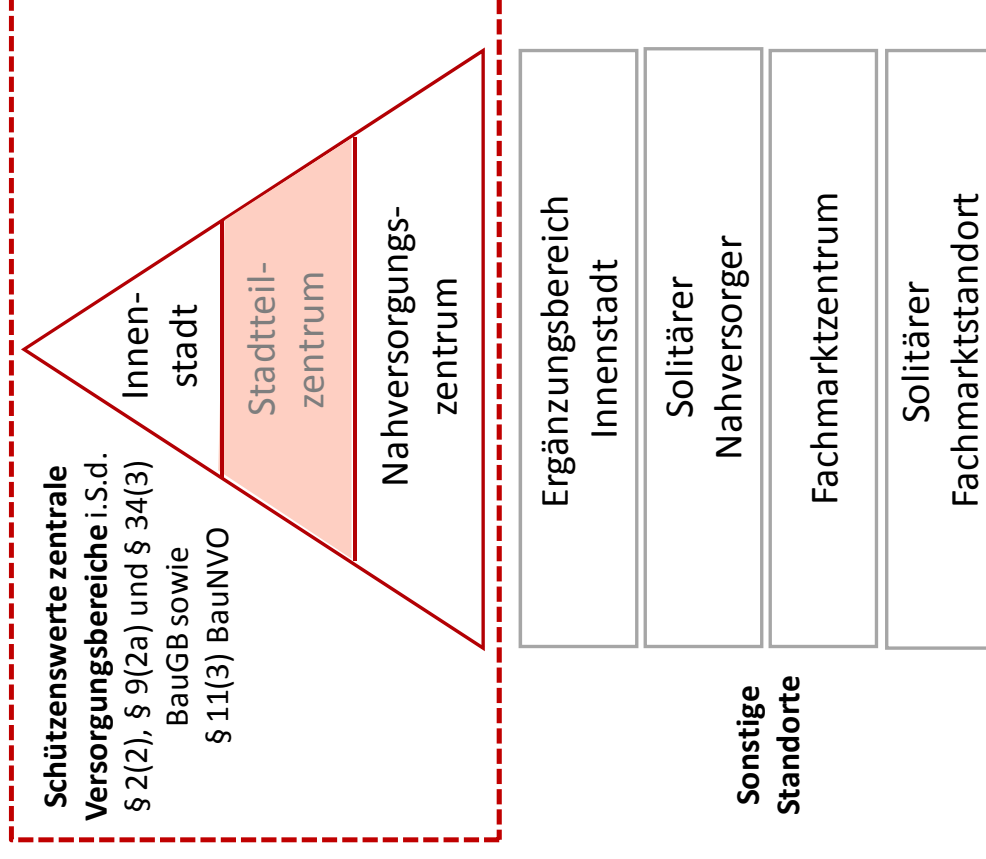 Schützenswerte zentrale
Versorgungsbereiche i.S.d.
§ 2(2), § 9(2a) und § 34(3)
BauGB sowie
§ 11(3) BauNVO
Innen-
stadt
Stadtteil-
zentrum
Nahversorgungs-
zentrum
Sonstige
Standorte
Ergänzungsbereich
Innenstadt
Solitärer
Nahversorger
Fachmarktzentrum
Solitärer
Fachmarktstandort